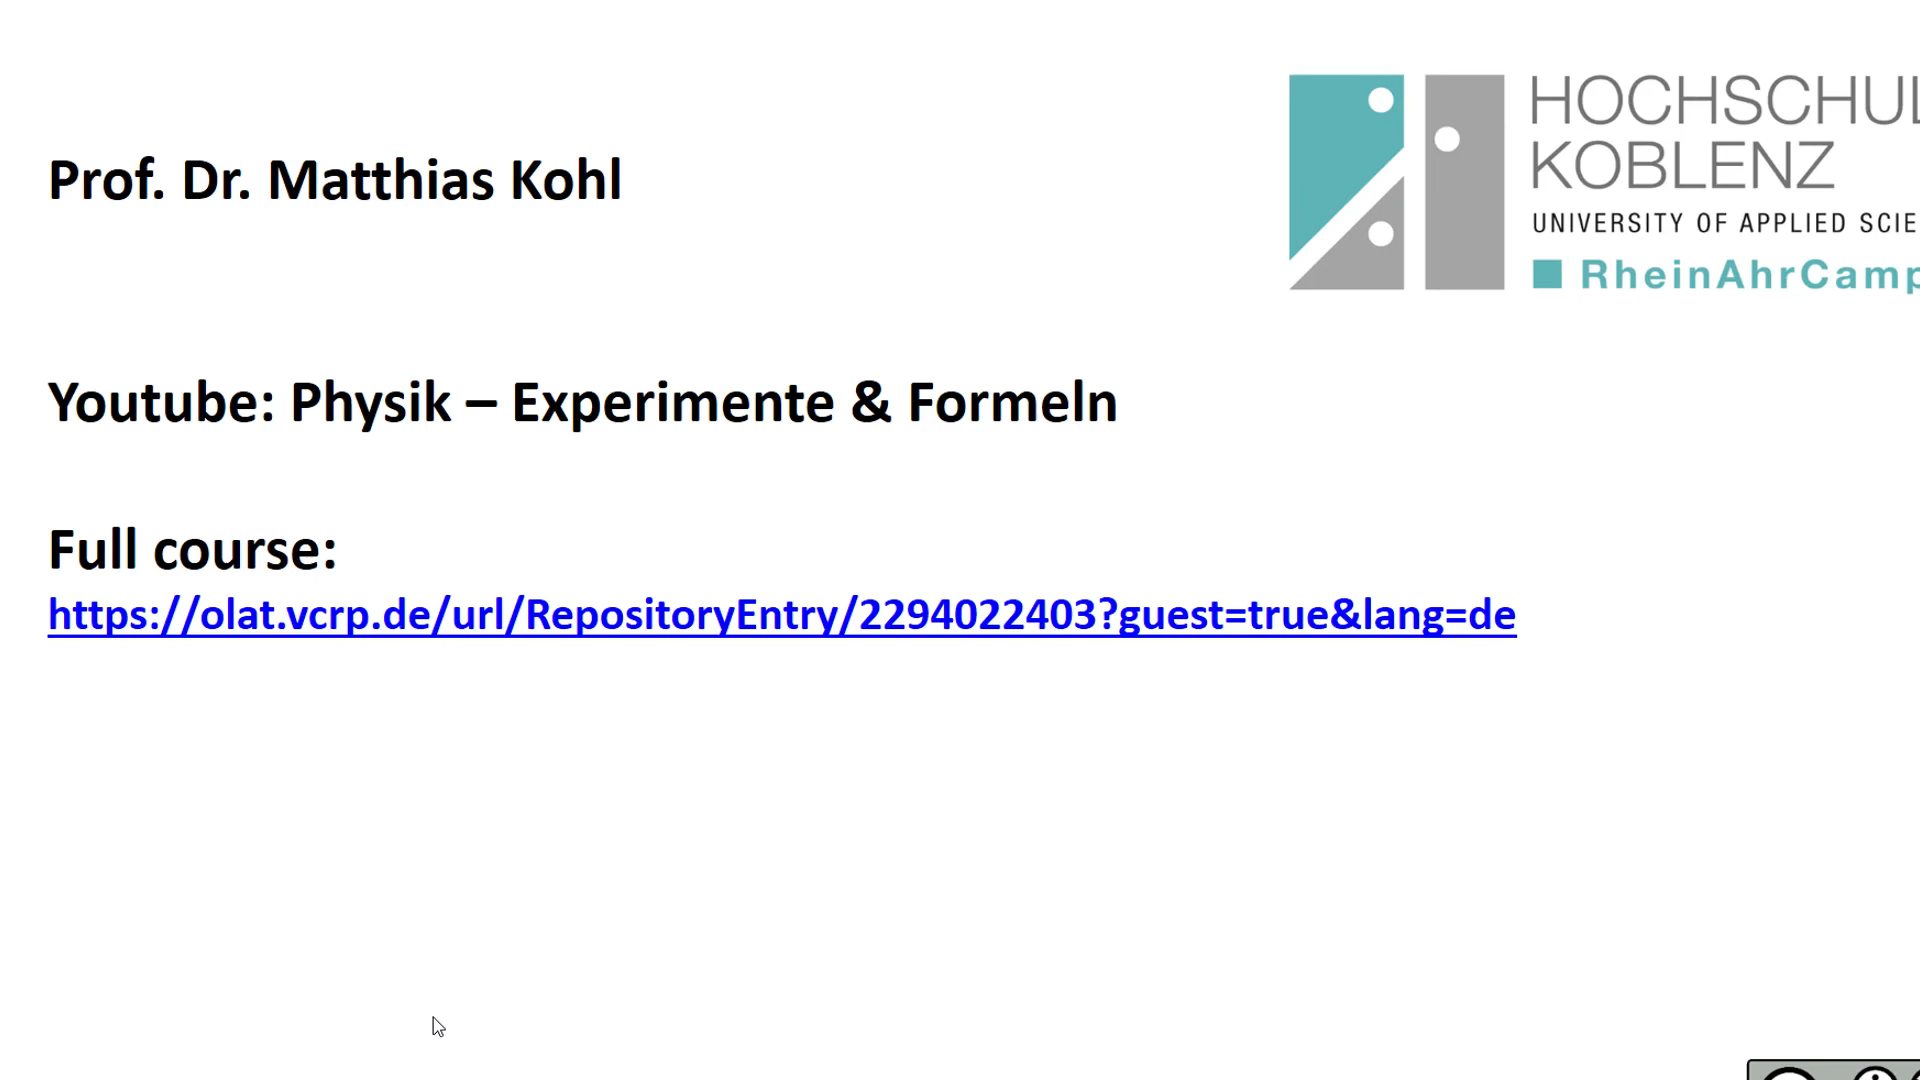 Prof. Dr. Matthias Kohl
HOCHSCHUL
KOBLENZ
UNIVERSITY OF APPLIED SCIE
RheinAhrCamp
Youtube: Physik – Experimente & Formeln
Full course:
https://olat.vcrp.de/url/RepositoryEntry/2294022403?guest=true&lang=de